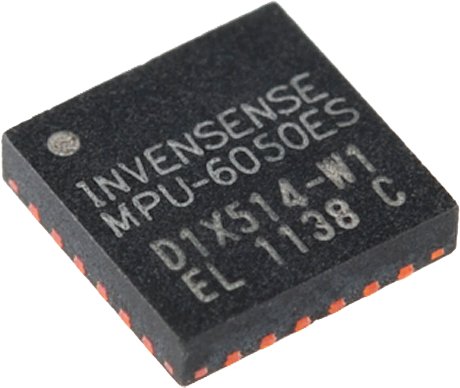 INVENSENSE
MPU-6050ES
D1X514-W1
EL 1138 C